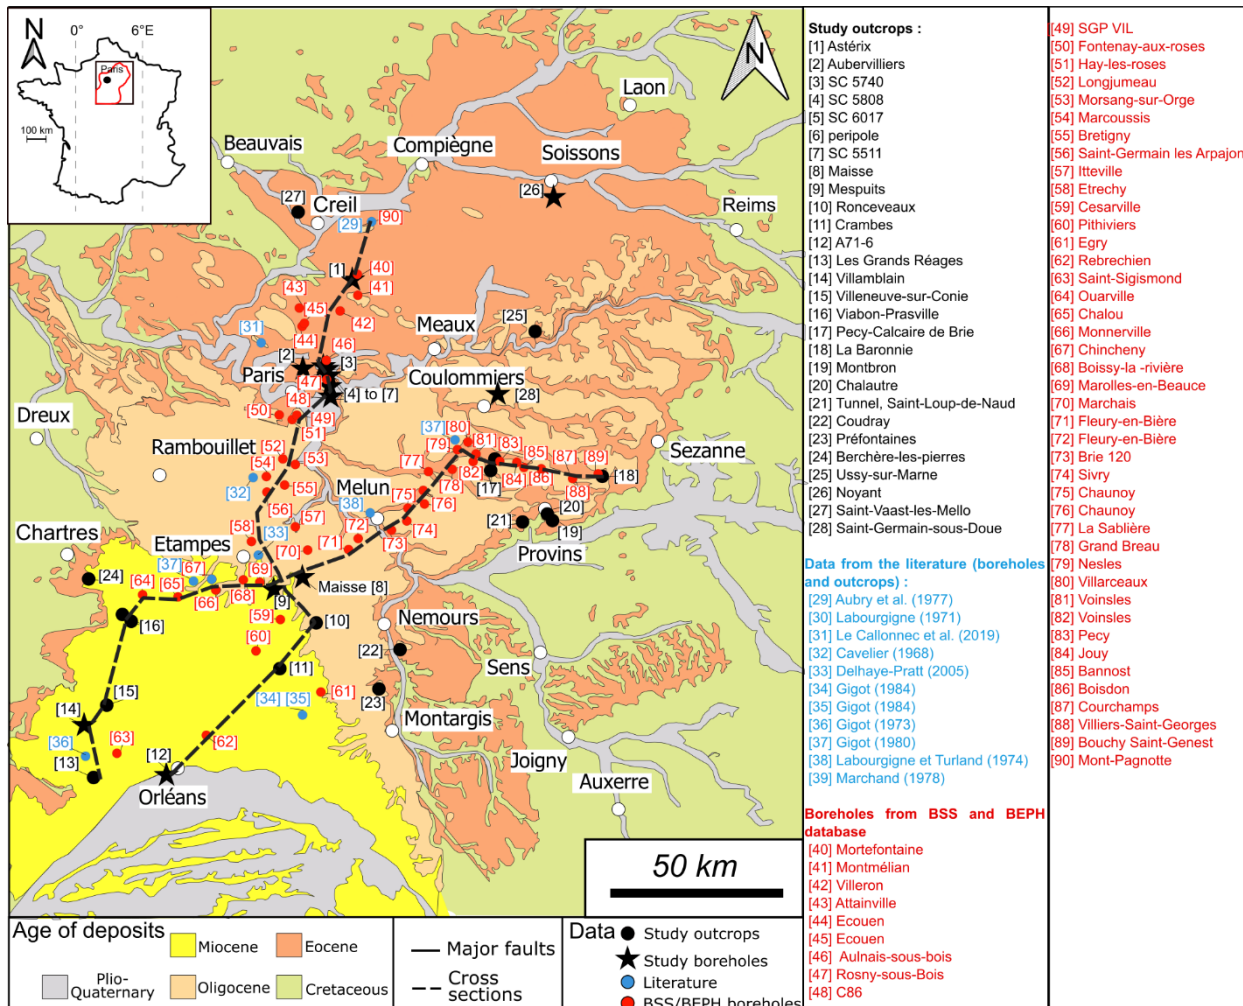 N
0°
6°E
Paris
100 km
N
Laon
Beauvais
Compiègne
Soissons
[27]
Creil
[26]
Reims
[29]
[90]
[1]
[40]
[41]
[43]
[45]
[42]
[31]
[44]
Meaux
[25]
[46]
[2]
[3]
Paris
[47]
Coulommiers
[48]
[4] to [7]
[28]
Dreux
[50]
[49]
[51]
[37]
[80]
Rambouillet
[79]
[81]
[83]
Sezanne
[52]
[53]
[85]
[87]
[89]
[54]
[77]
[82]
[84]
[86]
[18]
[32]
[55]
[17]
[88]
Melun
[75]
[78]
[56]
[38]
[76]
[20]
[57]
[21]
[19]
Chartres
[58]
[33]
[72]
[74]
[73]
Etampes
[70]
[71]
Provins
[37]
[67]
[24]
[64]
[65]
[69]
Maisse [8]
[66]
[68]
[9]
[59]
Nemours
[16]
[10]
[60]
[22]
Sens
[11]
[15]
[34]
[35]
[61]
[23]
[14]
Montargis
[36]
[63]
[62]
[12]
Joigny
[13]
Orléans
Auxerre
50 km
Age of deposits
Miocene
Eocene
Plio-
Quaternary
Oligocene
Cretaceous
Major faults
Cross
sections
Data
Study outcrops
Study boreholes
Literature
BSS/BEPH boreholes
Study outcrops :
[1] Astérix
[2] Aubervilliers
[3] SC 5740
[4] SC 5808
[5] SC 6017
[6] peripole
[7] SC 5511
[8] Maisse
[9] Mespuits
[10] Ronceveaux
[11] Crambes
[12] A71-6
[13] Les Grands Réages
[14] Villamblain
[15] Villeneuve-sur-Conie
[16] Viabon-Prasville
[17] Pecy-Calcaire de Brie
[18] La Baronnie
[19] Montbron
[20] Chalautre
[21] Tunnel, Saint-Loup-de-Naud
[22] Coudray
[23] Préfontaines
[24] Berchère-les-pierres
[25] Ussy-sur-Marne
[26] Noyant
[27] Saint-Vaast-les-Mello
[28] Saint-Germain-sous-Doue
Data from the literature (boreholes
and outcrops) :
[29] Aubry et al. (1977)
[30] Labourgigne (1971)
[31] Le Callonnec et al. (2019)
[32] Cavelier (1968)
[33] Delhaye-Pratt (2005)
[34] Gigot (1984)
[35] Gigot (1984)
[36] Gigot (1973)
[37] Gigot (1980)
[38] Labourgigne et Turland (1974)
[39] Marchand (1978)
Boreholes from BSS and BEPH
database
[40] Mortefontaine
[41] Montmélian
[42] Villeron
[43] Attainville
[44] Ecouen
[45] Ecouen
[46] Aulnais-sous-bois
[47] Rosny-sous-Bois
[48] C86
[49] SGP VIL
[50] Fontenay-aux-roses
[51] Hay-les-roses
[52] Longjumeau
[53] Morsang-sur-Orge
[54] Marcoussis
[55] Bretigny
[56] Saint-Germain les Arpajon
[57] Itteville
[58] Etrechy
[59] Cesarville
[60] Pithiviers
[61] Egry
[62] Rebrechien
[63] Saint-Sigismond
[64] Ouarville
[65] Chalou
[66] Monnerville
[67] Chincheny
[68] Boissy-la -rivière
[69] Marolles-en-Beauce
[70] Marchais
[71] Fleury-en-Bière
[72] Fleury-en-Bière
[73] Brie 120
[74] Sivry
[75] Chaunoy
[76] Chaunoy
[77] La Sablière
[78] Grand Breau
[79] Nesles
[80] Villarceaux
[81] Voinsles
[82] Voinsles
[83] Pecy
[84] Jouy
[85] Bannost
[86] Boisdon
[87] Courchamps
[88] Villiers-Saint-Georges
[89] Bouchy Saint-Genest
[90] Mont-Pagnotte